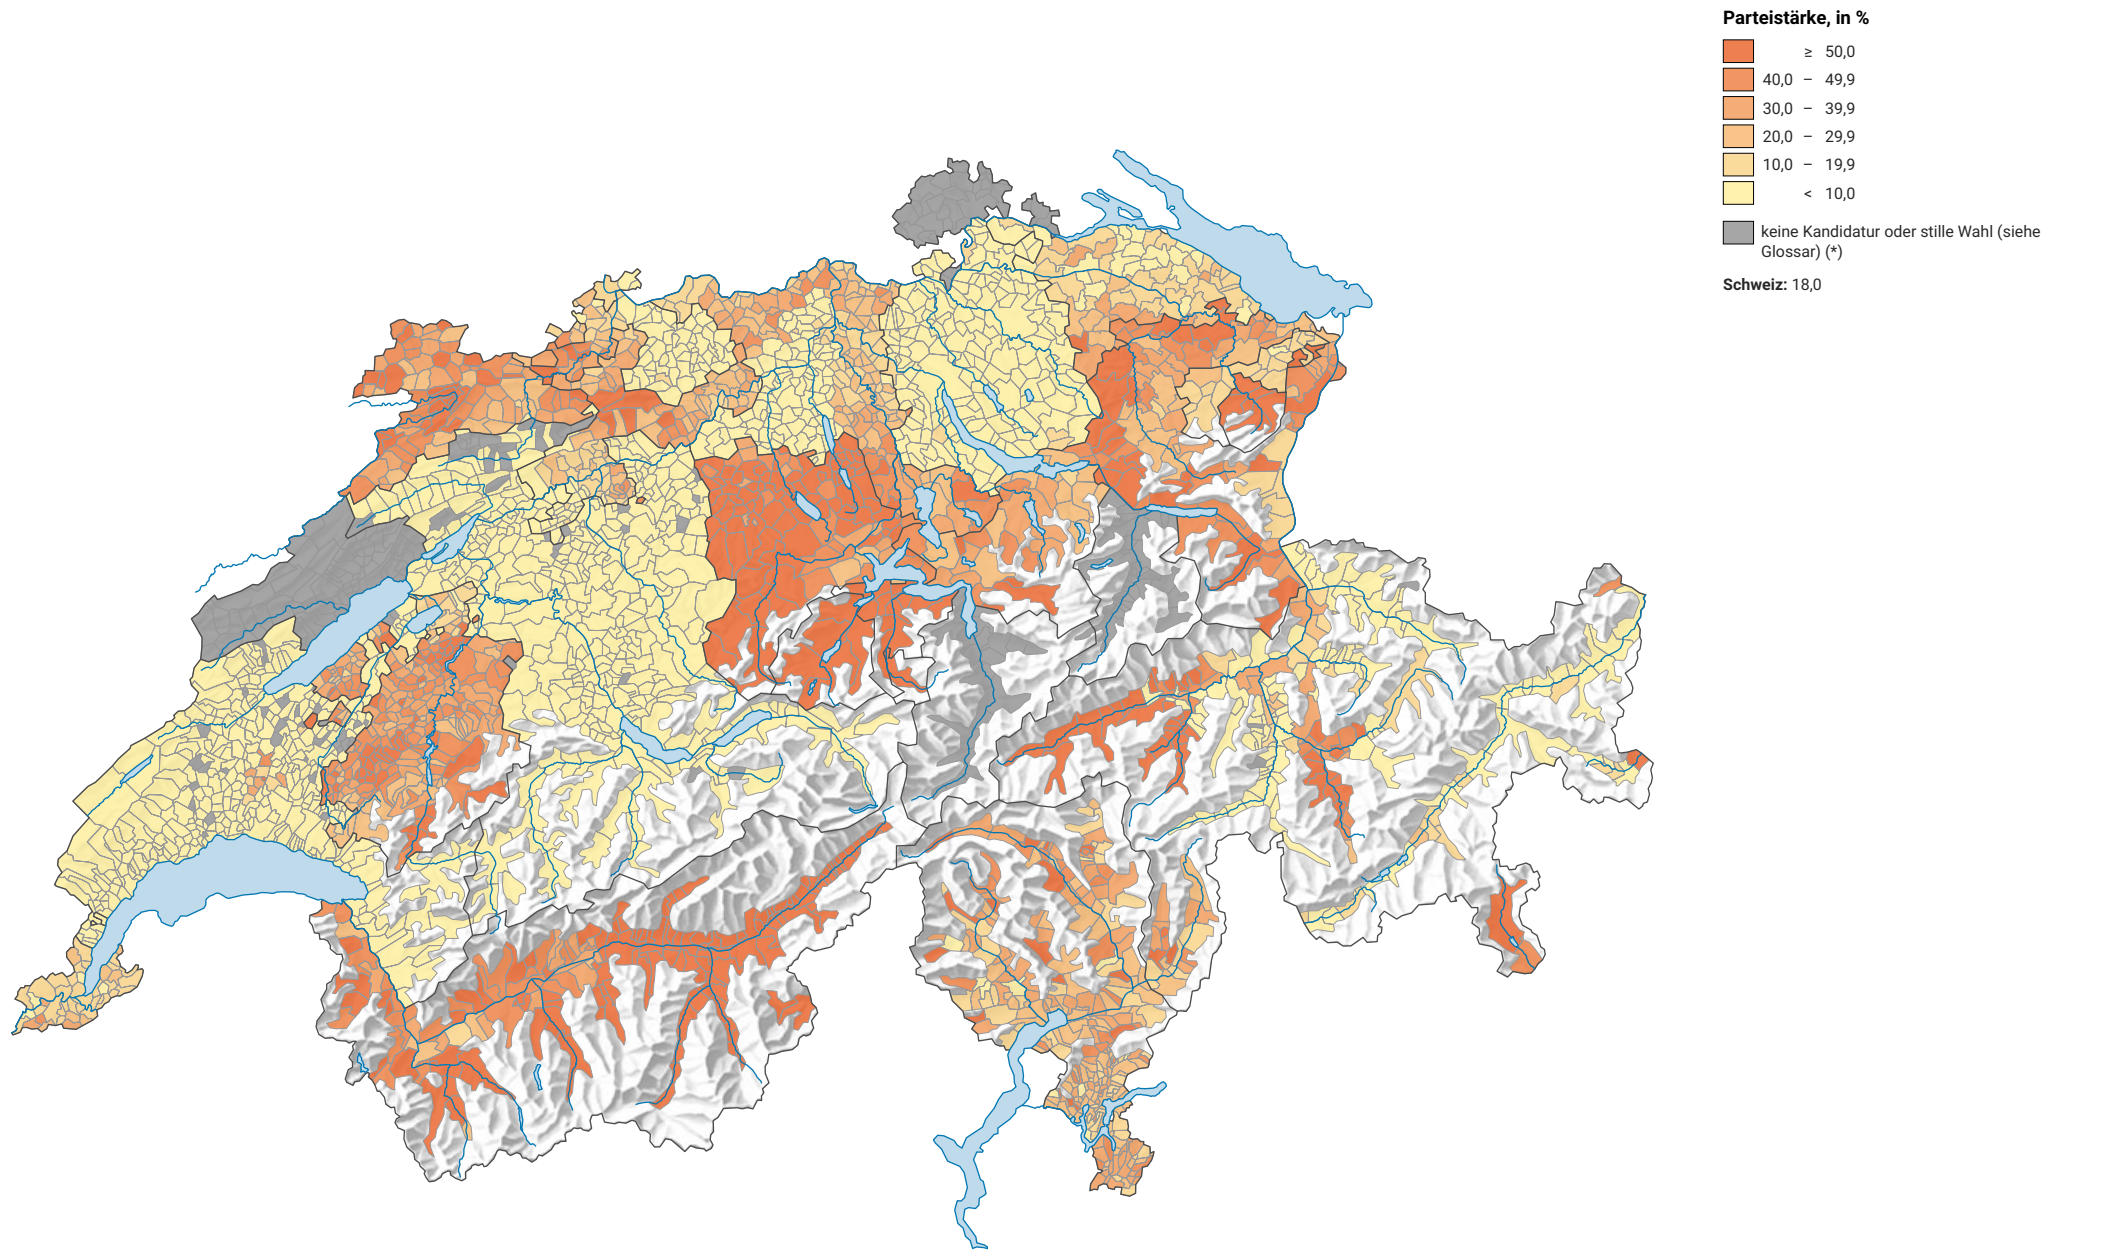 Parteistärke, in %
≥ 50,0
40,0 – 49,9
30,0 – 39,9
20,0 – 29,9
10,0 – 19,9
< 10,0
keine Kandidatur oder stille Wahl (siehe
Glossar) (*)
Schweiz: 18,0